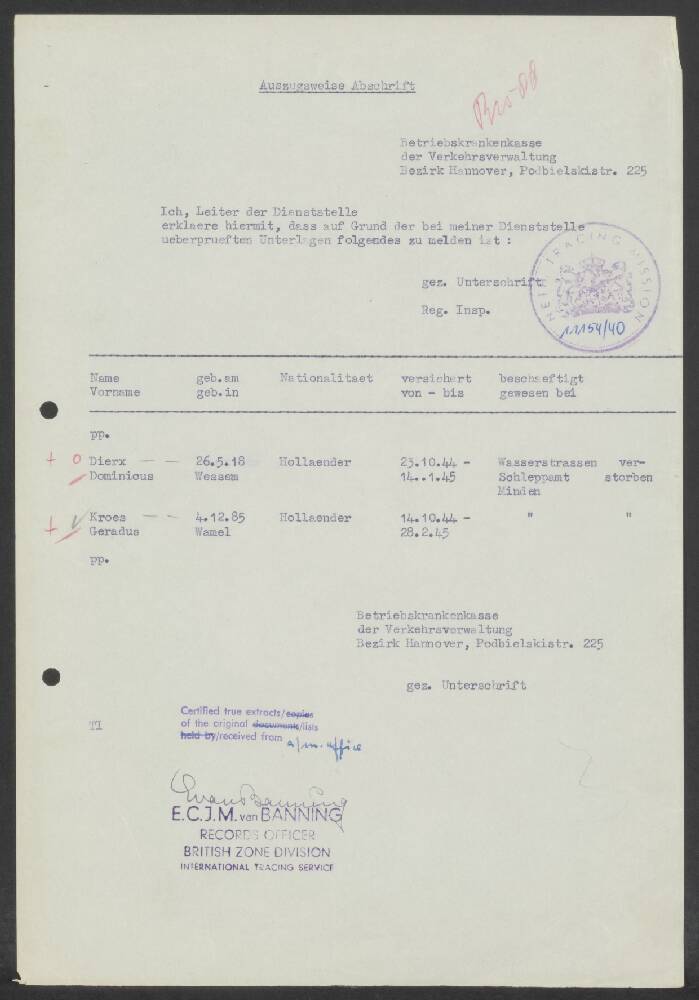 Auszugsweise Abschrift
Betriebskrankenkasse
der Verkehrsverwaltung
Bezirk Hannover, Podbielskistr. 225
Ich, Leiter der Dienststelle
erklaere hiermit, dass auf Grund der bei meiner Dienststelle
ueberprueften Unterlagen folgendes zu melden ist :
gez. Unterschrift
Reg. Insp.
TRACING MISSION
11154/40
Name geb.am Nationalitaet versichert beschaeftigt
Vorname geb.in von - bis gewesen bei
pp.
+ o Dierx — — 26.5.18 Hollaender 23.10.44 - Wasserstrassen ver-
Dominicus Wessem 14..1.45 Schleppamt storben
Minden
+ ✓ Kroes — — 4.12.85 Hollaender 14.10.44 - " "
Geradus Wamel 28.2.45
pp.
Betriebskrankenkasse
der Verkehrsverwaltung
Bezirk Hannover, Podbielskistr. 225
gez. Unterschrift
TI
Certified true extracts/copies
of the original documents/lists
held by/received from a/m. office
E.C.J.M. van BANNING
RECORDS OFFICER
BRITISH ZONE DIVISION
INTERNATIONAL TRACING SERVICE